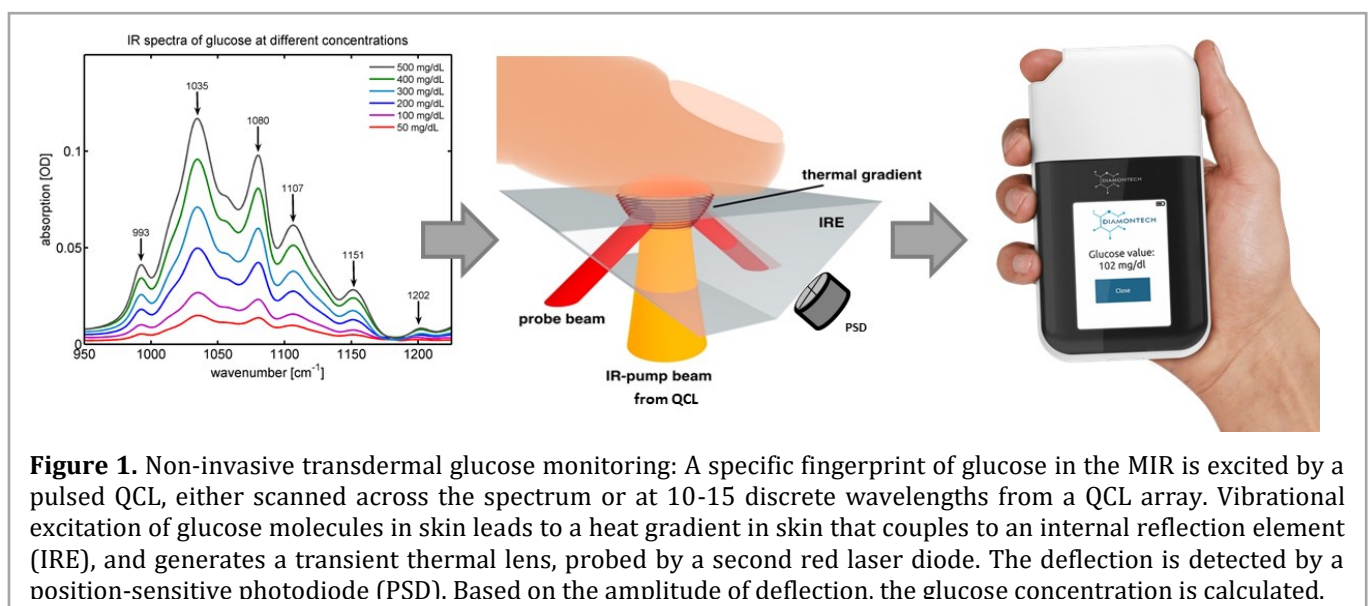 IR spectra of glucose at different concentrations
500 mg/dL
400 mg/dL
300 mg/dL
200 mg/dL
100 mg/dL
50 mg/dL
1035
1080
1107
993
1151
1202
0.1
0.05
0
absorption [OD]
950 1000 1050 1100 1150 1200
wavenumber [cm⁻¹]
thermal gradient
IRE
probe beam
PSD
IR-pump beam
from QCL
DIAMONTECH
DIAMONTECH
Glucose value:
102 mg/dl
Close
Figure 1. Non-invasive transdermal glucose monitoring: A specific fingerprint of glucose in the MIR is excited by a
pulsed QCL, either scanned across the spectrum or at 10-15 discrete wavelengths from a QCL array. Vibrational
excitation of glucose molecules in skin leads to a heat gradient in skin that couples to an internal reflection element
(IRE), and generates a transient thermal lens, probed by a second red laser diode. The deflection is detected by a
position-sensitive photodiode (PSD). Based on the amplitude of deflection, the glucose concentration is calculated.